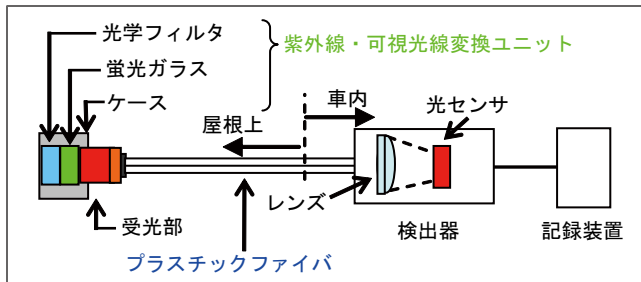 光学フィルタ
蛍光ガラス
ケース
紫外線・可視光線変換ユニット
車内
屋根上
光センサ
レンズ
受光部
検出器
記録装置
プラスチックファイバ